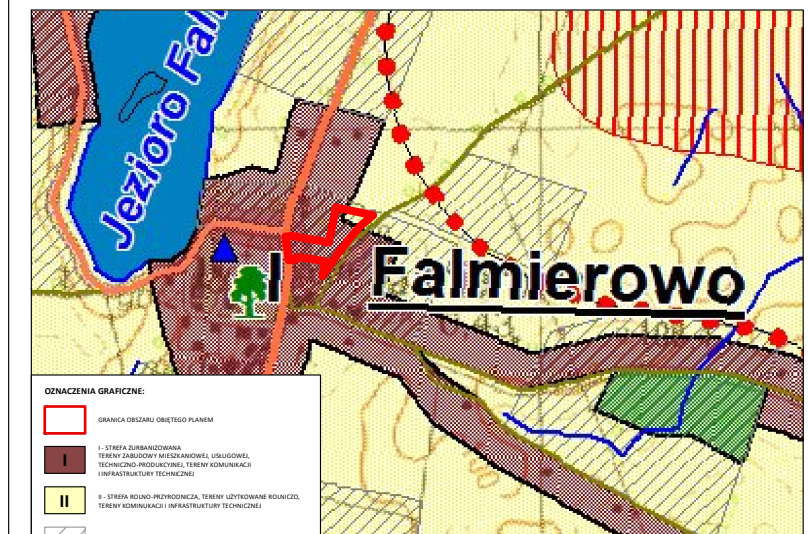 Jezioro Fal
I
Falmierowo
OZNACZENIA GRAFICZNE:
GRANICA OBSZARU OBJĘTEGO PLANEM
I
I - STREFA ZURBANIZOWANA
TERENY ZABUDOWY MIESZKANIOWEJ, USŁUGOWEJ,
TECHNICZNO-PRODUKCYJNEJ, TERENY KOMUNIKACJI
I INFRASTRUKTURY TECHNICZNEJ
II
II - STREFA ROLNO-PRZYRODNICZA, TERENY UŻYTKOWANE ROLNICZO,
TERENY KOMINUKACJI I INFRASTRUKTURY TECHNICZNEJ